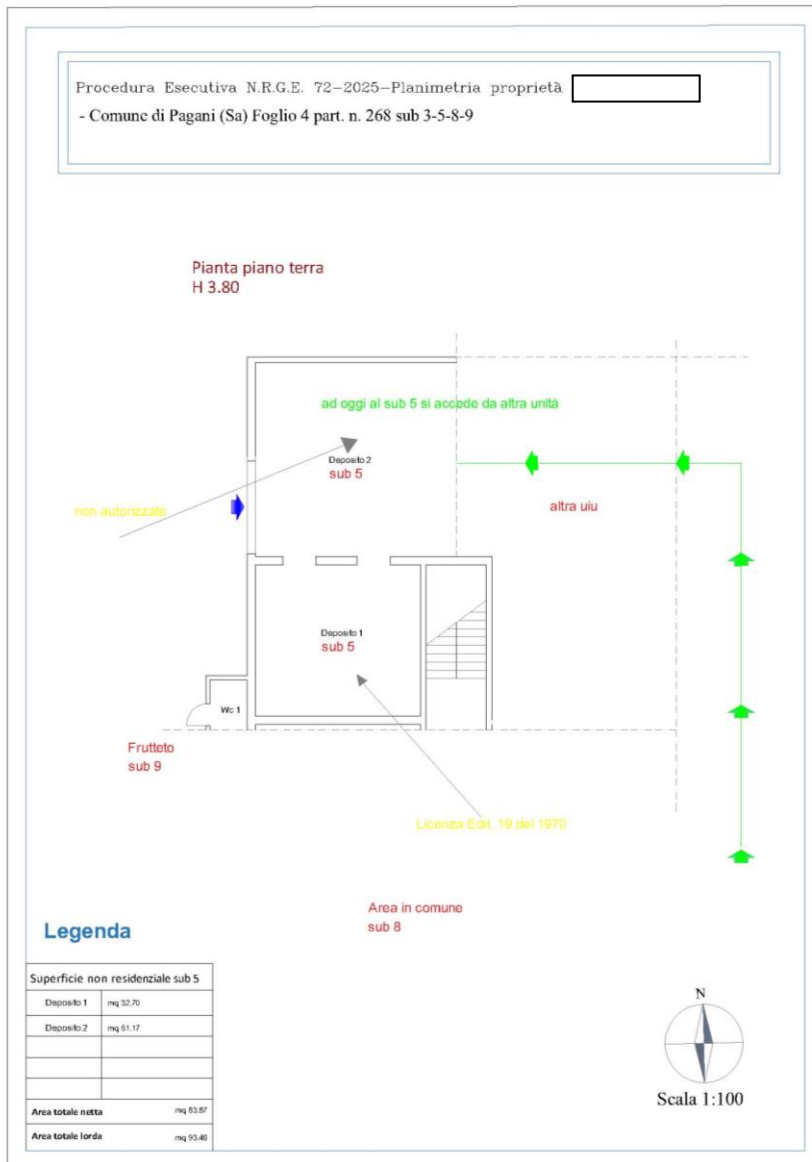 Procedura Esecutiva N.R.G.E. 72-2025-Planimetria proprietà
- Comune di Pagani (Sa) Foglio 4 part. n. 268 sub 3-5-8-9
Pianta piano terra
H 3.80
ad oggi al sub 5 si accede da altra unità
Deposito 2
sub 5
non autorizzate
altra uiu
Deposito 1
sub 5
Wc 1
Frutteto
sub 9
Licenza Edil. 19 del 1970
Area in comune
sub 8
Legenda
Superficie non residenziale sub 5
Deposito 1 mq 32.70
Deposito 2 mq 51.17
Area totale netta mq 83.87
Area totale lorda mq 93.46
N
Scala 1:100